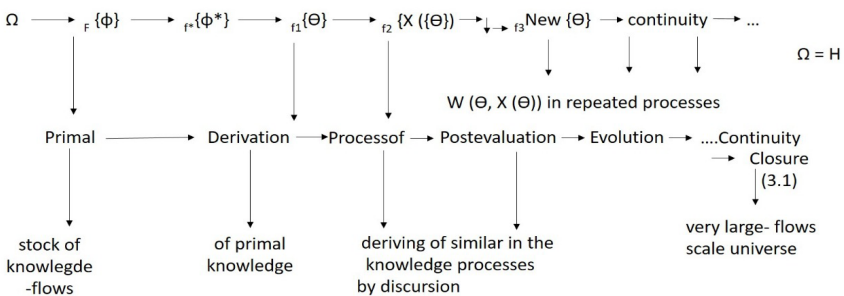 Ω → F {ϕ} → f* {ϕ*} → f1 {Ө} → f2 {X ({Ө}) → ↓ → f3 New {Ө} → continuity → ...
Ω = H
W (Ө, X (Ө)) in repeated processes
Primal → Derivation → Processof → Postevaluation → Evolution → ....Continuity
→ Closure
(3.1)
stock of
knowlegde
-flows
of primal
knowledge
deriving of similar in the
knowledge processes
by discursion
very large- flows
scale universe